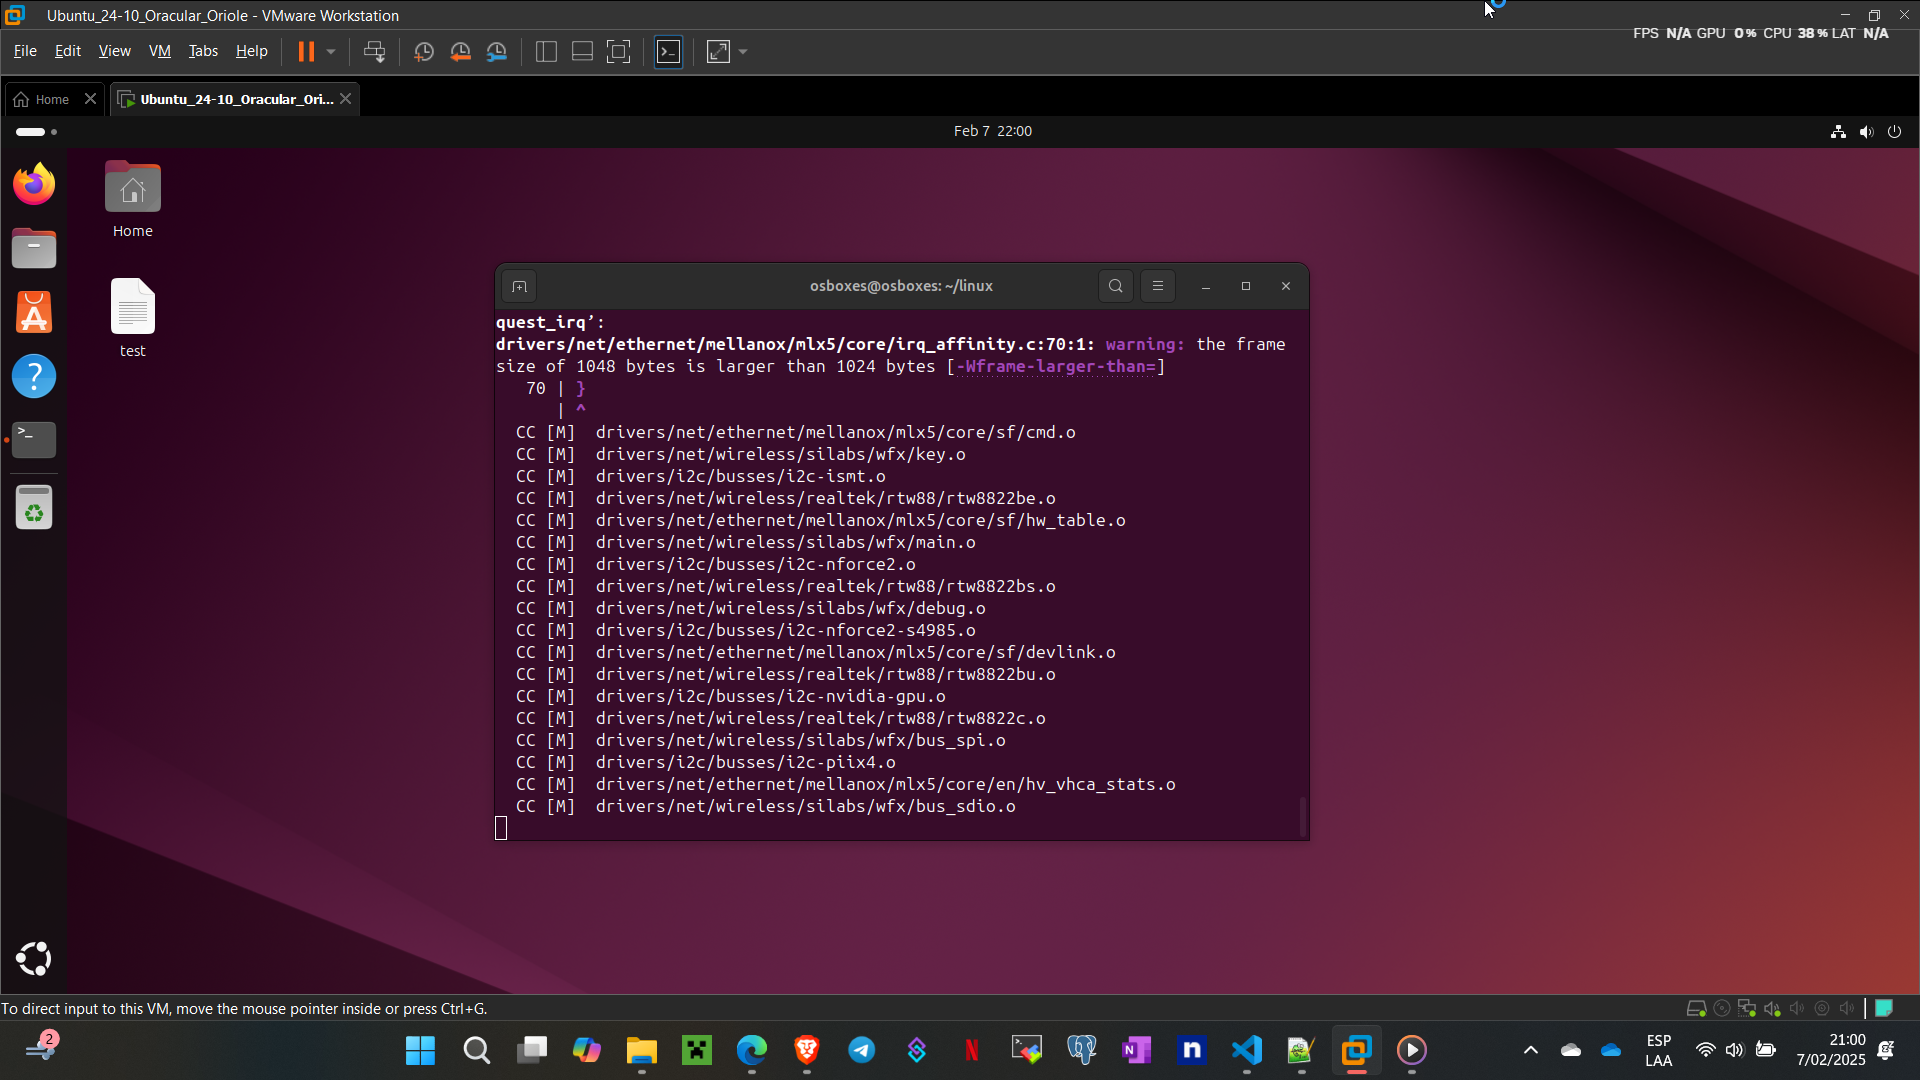 Ubuntu_24-10_Oracular_Oriole - VMware Workstation
FPS N/A GPU 0% CPU 38% LAT N/A
File Edit View VM Tabs Help
Home
Ubuntu_24-10_Oracular_Ori...
Feb 7 22:00
Home
test
osboxes@osboxes: ~/linux
quest_irq’:
drivers/net/ethernet/mellanox/mlx5/core/irq_affinity.c:70:1: warning: the frame
size of 1048 bytes is larger than 1024 bytes [-Wframe-larger-than=]
70 | }
| ^
CC [M]  drivers/net/ethernet/mellanox/mlx5/core/sf/cmd.o
CC [M]  drivers/net/wireless/silabs/wfx/key.o
CC [M]  drivers/i2c/busses/i2c-ismt.o
CC [M]  drivers/net/wireless/realtek/rtw88/rtw8822be.o
CC [M]  drivers/net/ethernet/mellanox/mlx5/core/sf/hw_table.o
CC [M]  drivers/net/wireless/silabs/wfx/main.o
CC [M]  drivers/i2c/busses/i2c-nforce2.o
CC [M]  drivers/net/wireless/realtek/rtw88/rtw8822bs.o
CC [M]  drivers/net/wireless/silabs/wfx/debug.o
CC [M]  drivers/i2c/busses/i2c-nforce2-s4985.o
CC [M]  drivers/net/ethernet/mellanox/mlx5/core/sf/devlink.o
CC [M]  drivers/net/wireless/realtek/rtw88/rtw8822bu.o
CC [M]  drivers/i2c/busses/i2c-nvidia-gpu.o
CC [M]  drivers/net/wireless/realtek/rtw88/rtw8822c.o
CC [M]  drivers/net/wireless/silabs/wfx/bus_spi.o
CC [M]  drivers/i2c/busses/i2c-piix4.o
CC [M]  drivers/net/ethernet/mellanox/mlx5/core/en/hv_vhca_stats.o
CC [M]  drivers/net/wireless/silabs/wfx/bus_sdio.o
To direct input to this VM, move the mouse pointer inside or press Ctrl+G.
2
ESP
LAA
21:00
7/02/2025